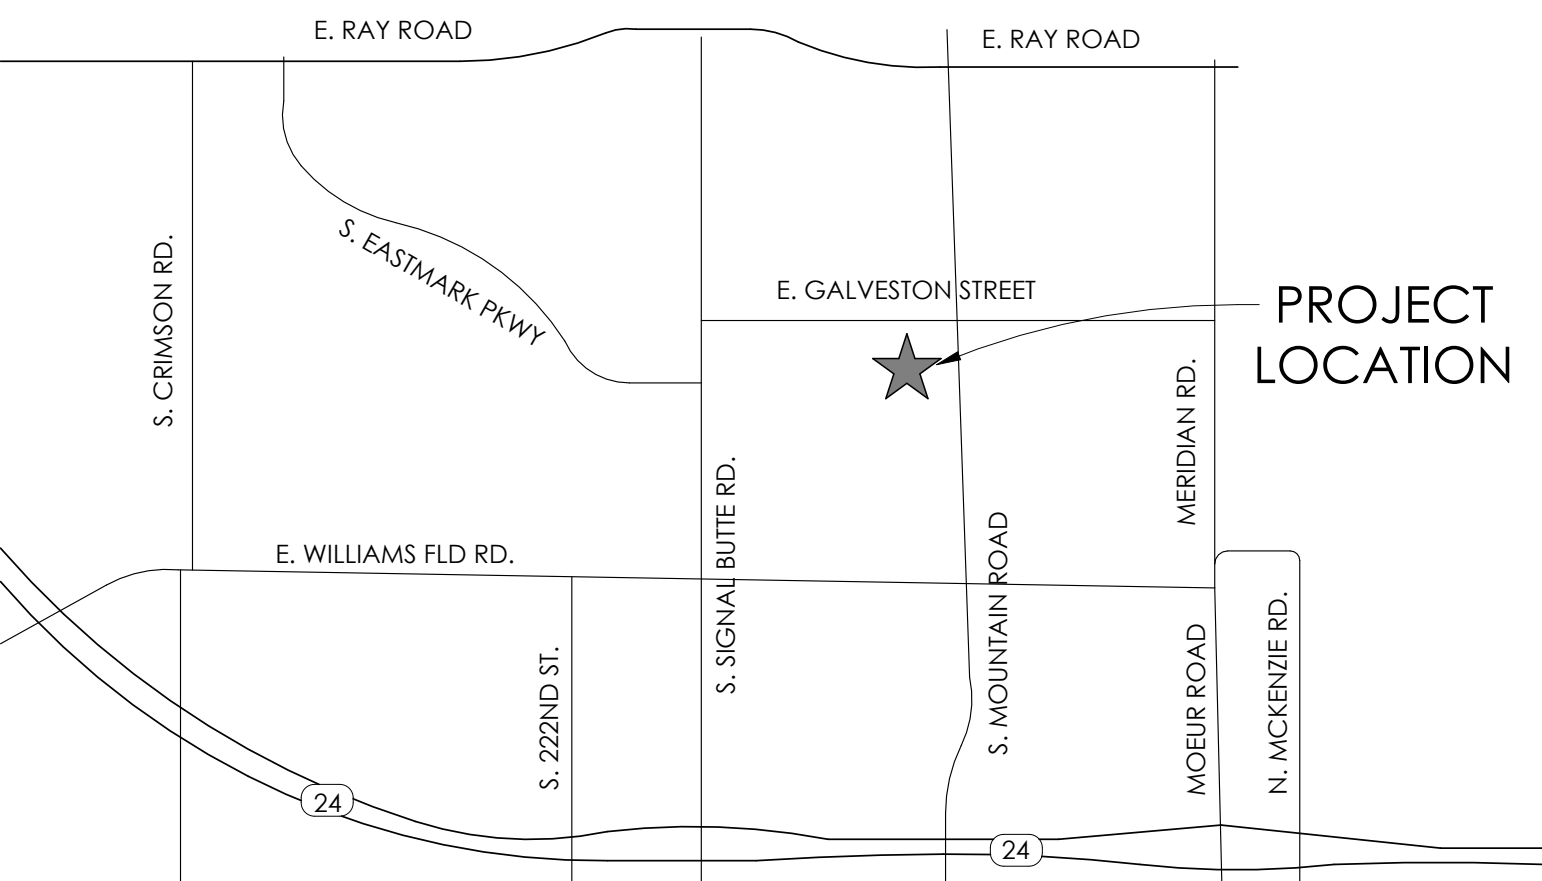 E. RAY ROAD
E. RAY ROAD
S. CRIMSON RD.
S. EASTMARK PKWY
E. GALVESTON STREET
PROJECT
LOCATION
MERIDIAN RD.
S. SIGNAL BUTTE RD.
E. WILLIAMS FLD RD.
S. MOUNTAIN ROAD
S. 222ND ST.
MOEUR ROAD
N. MCKENZIE RD.
24
24